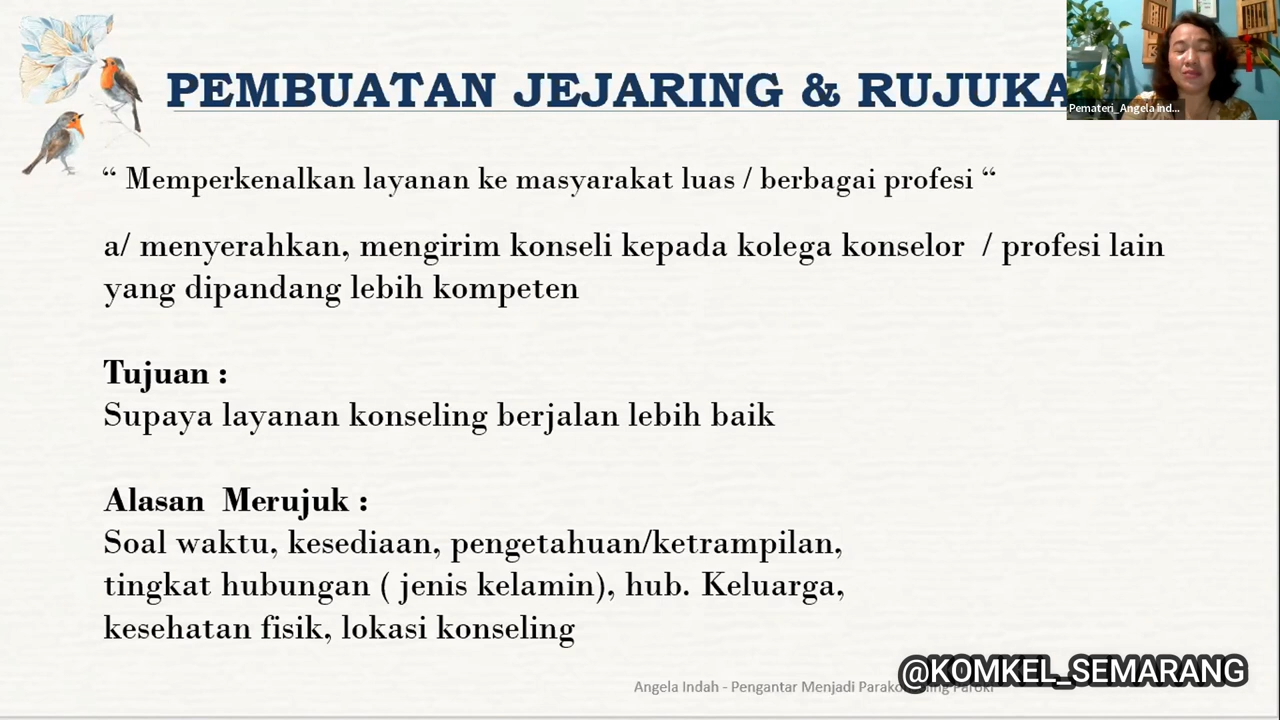 PEMBUATAN JEJARING & RUJUKA
Pemateri_Angela ind...
“ Memperkenalkan layanan ke masyarakat luas / berbagai profesi “
a/ menyerahkan, mengirim konseli kepada kolega konselor / profesi lain
yang dipandang lebih kompeten
Tujuan :
Supaya layanan konseling berjalan lebih baik
Alasan Merujuk :
Soal waktu, kesediaan, pengetahuan/ketrampilan,
tingkat hubungan ( jenis kelamin), hub. Keluarga,
kesehatan fisik, lokasi konseling
@KOMKEL_SEMARANG
Angela Indah - Pengantar Menjadi